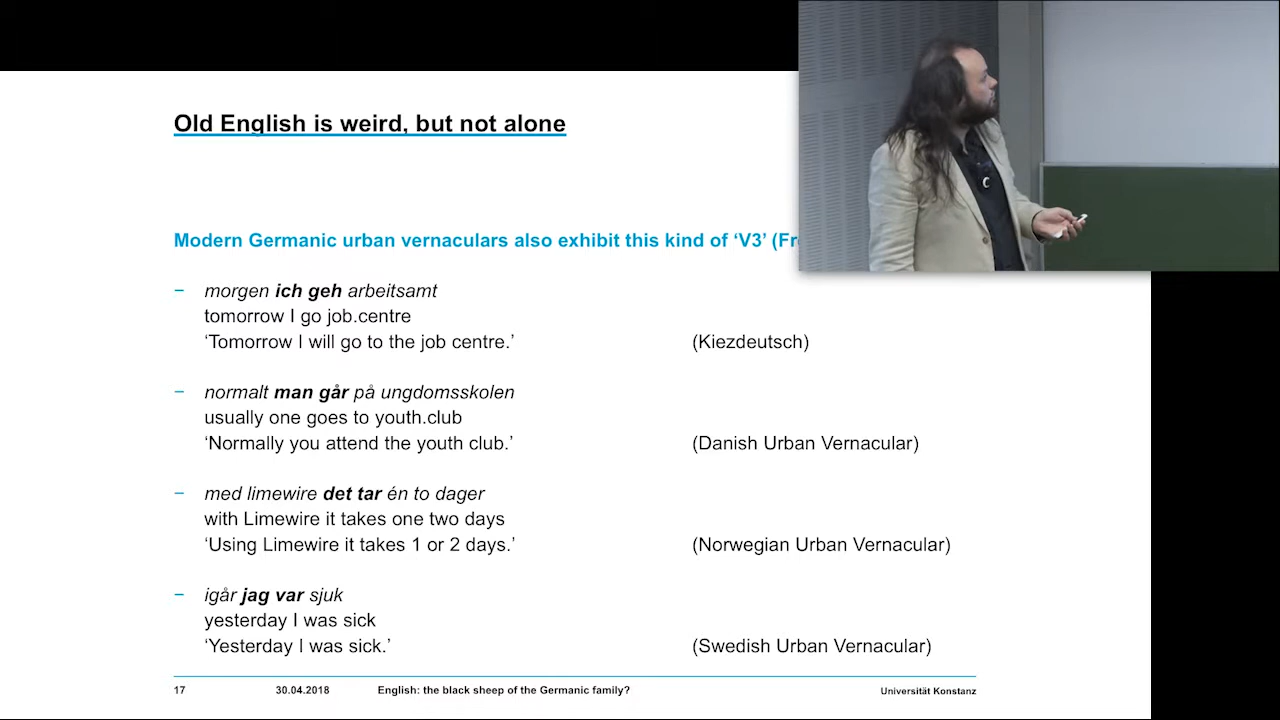 Old English is weird, but not alone
Modern Germanic urban vernaculars also exhibit this kind of ‘V3’
– morgen ich geh arbeitsamt
tomorrow I go job.centre
‘Tomorrow I will go to the job centre.’ (Kiezdeutsch)
– normalt man går på ungdomsskolen
usually one goes to youth.club
‘Normally you attend the youth club.’ (Danish Urban Vernacular)
– med limewire det tar én to dager
with Limewire it takes one two days
‘Using Limewire it takes 1 or 2 days.’ (Norwegian Urban Vernacular)
– igår jag var sjuk
yesterday I was sick
‘Yesterday I was sick.’ (Swedish Urban Vernacular)
17 30.04.2018 English: the black sheep of the Germanic family? Universität Konstanz